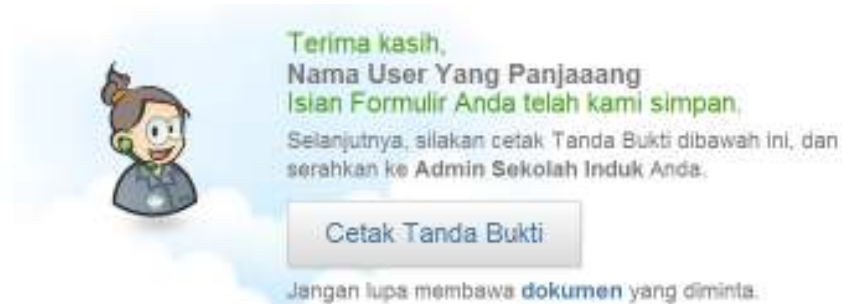 Terima kasih,
Nama User Yang Panjaaang
Isian Formulir Anda telah kami simpan.
Selanjutnya, silakan cetak Tanda Bukti dibawah ini, dan
serahkan ke Admin Sekolah Induk Anda.
Cetak Tanda Bukti
Jangan lupa membawa dokumen yang diminta.